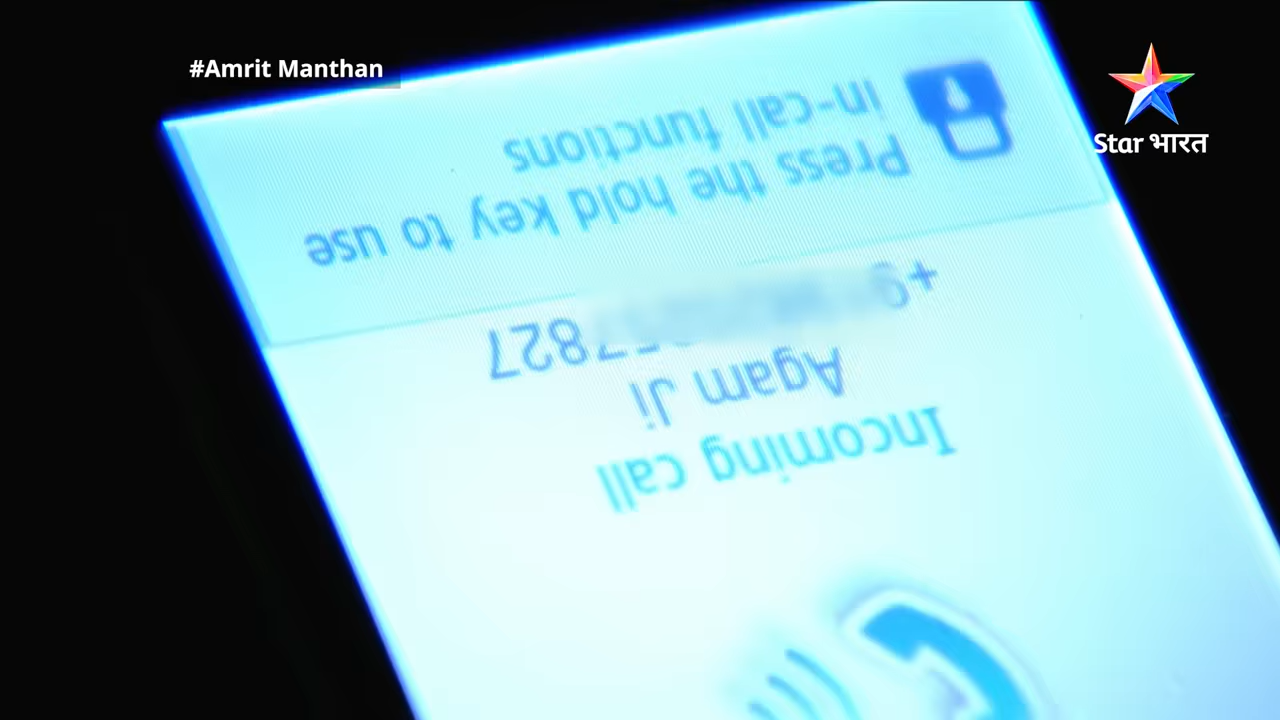 #Amrit Manthan
Star भारत
Incoming call
Agam Ji
Press the hold key to use
in-call functions